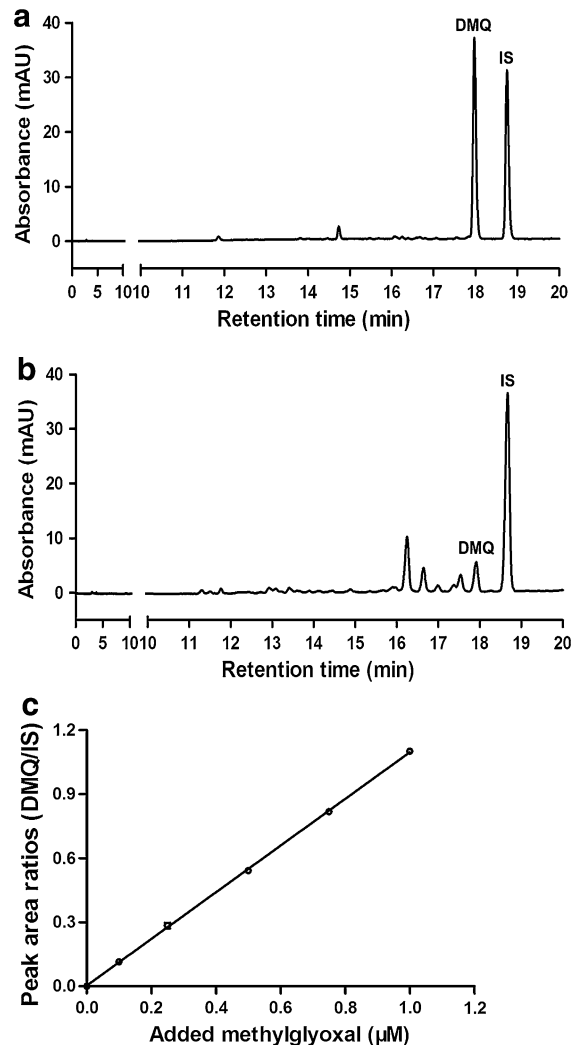 a
Absorbance (mAU)
40
30
20
10
0
DMQ
IS
0 5 10 10 11 12 13 14 15 16 17 18 19 20
Retention time (min)
b
Absorbance (mAU)
40
30
20
10
0
IS
DMQ
0 5 10 10 11 12 13 14 15 16 17 18 19 20
Retention time (min)
c
Peak area ratios (DMQ/IS)
1.2
0.9
0.6
0.3
0.0
0.0 0.2 0.4 0.6 0.8 1.0 1.2
Added methylglyoxal (µM)